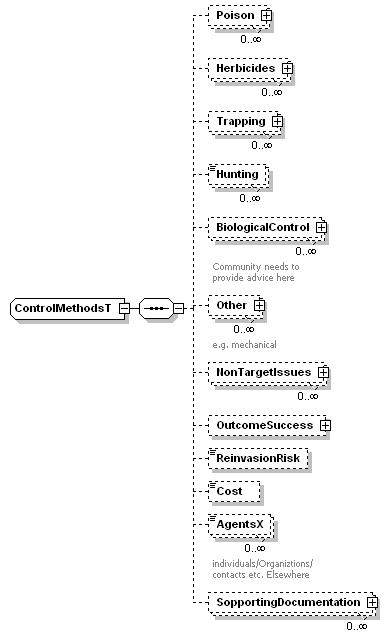 Poison
0..∞
Herbicides
0..∞
Trapping
0..∞
Hunting
0..∞
BiologicalControl
0..∞
Community needs to
provide advice here
ControlMethodsT
Other
0..∞
e.g. mechanical
NonTargetIssues
0..∞
OutcomeSuccess
ReinvasionRisk
Cost
AgentsX
0..∞
individuals/Organiztions/
contacts etc. Elsewhere
SopportingDocumentation
0..∞